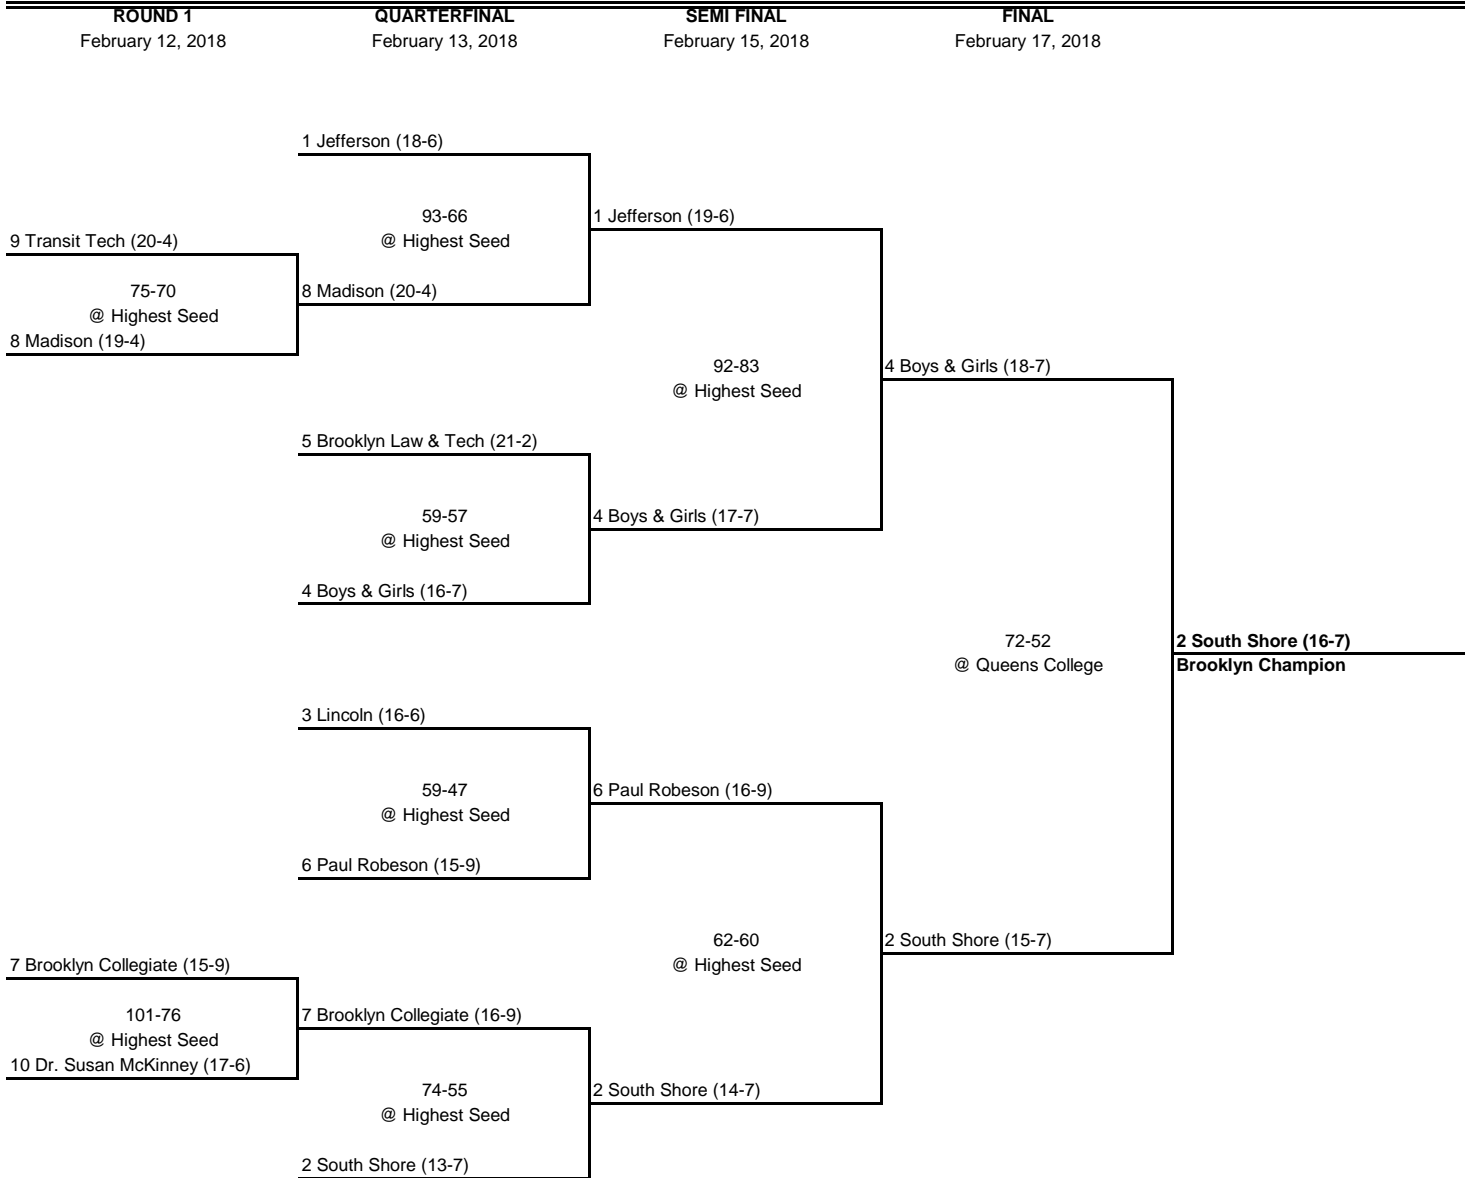 ROUND 1 QUARTERFINAL SEMI FINAL FINAL
February 12, 2018 February 13, 2018 February 15, 2018 February 17, 2018
1 Jefferson (18-6)
93-66 1 Jefferson (19-6)
9 Transit Tech (20-4) @ Highest Seed
75-70 8 Madison (20-4)
@ Highest Seed
8 Madison (19-4)
92-83 4 Boys & Girls (18-7)
@ Highest Seed
5 Brooklyn Law & Tech (21-2)
59-57 4 Boys & Girls (17-7)
@ Highest Seed
4 Boys & Girls (16-7)
72-52 2 South Shore (16-7)
@ Queens College Brooklyn Champion
3 Lincoln (16-6)
59-47 6 Paul Robeson (16-9)
@ Highest Seed
6 Paul Robeson (15-9)
62-60 2 South Shore (15-7)
7 Brooklyn Collegiate (15-9) @ Highest Seed
101-76 7 Brooklyn Collegiate (16-9)
@ Highest Seed
10 Dr. Susan McKinney (17-6)
74-55 2 South Shore (14-7)
@ Highest Seed
2 South Shore (13-7)